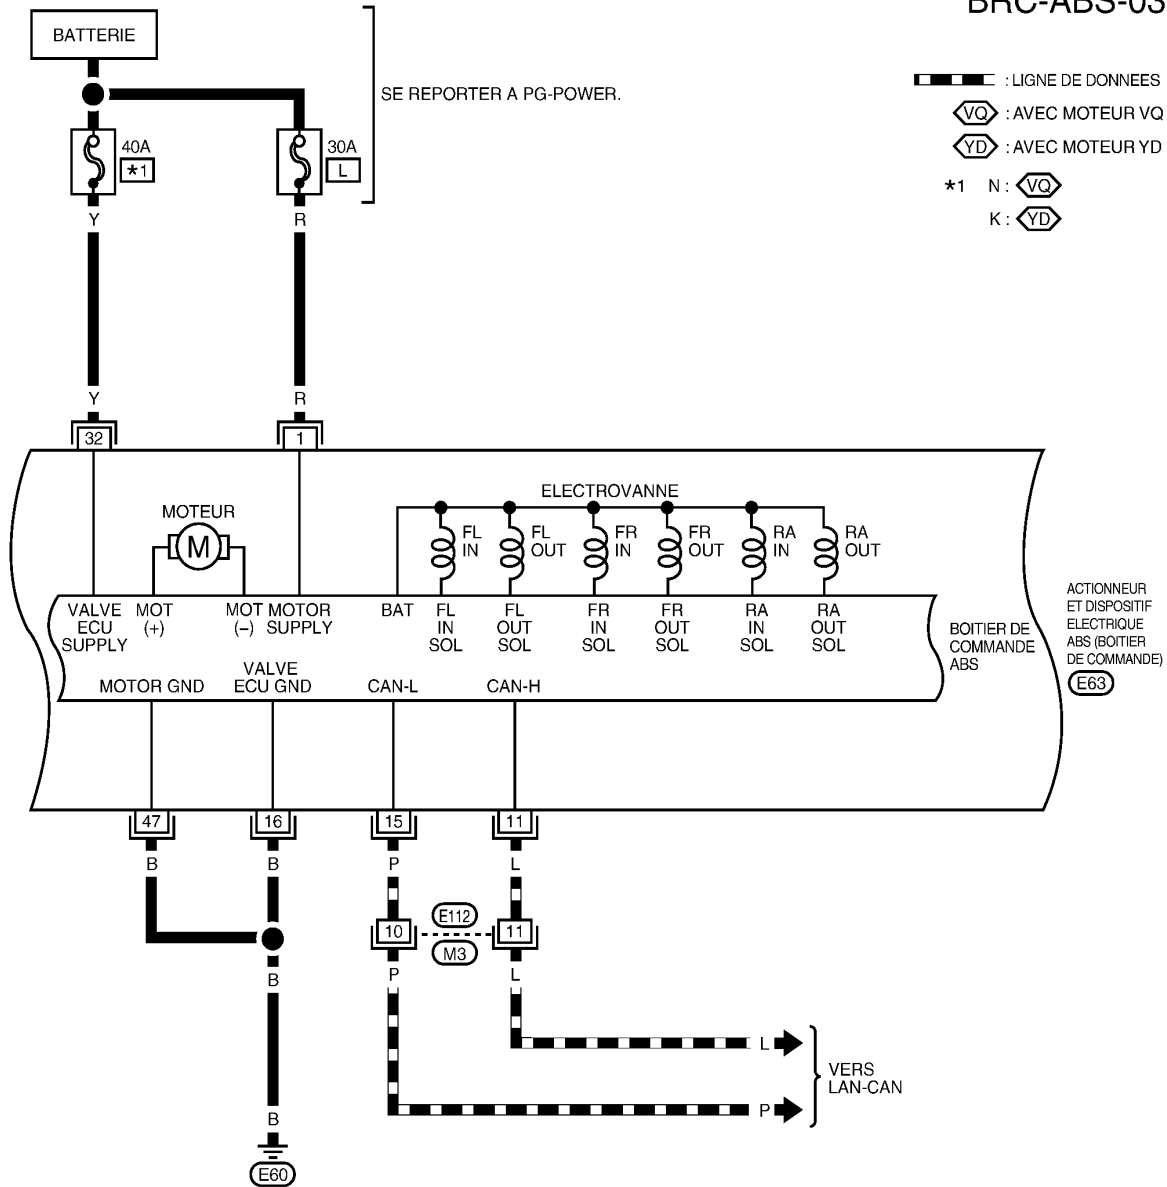 BRC-ABS-03
BATTERIE
SE REPORTER A PG-POWER.
: LIGNE DE DONNEES
VQ : AVEC MOTEUR VQ
YD : AVEC MOTEUR YD
*1 N : VQ
K : YD
40A
*1
30A
L
Y
R
Y
R
32
1
ELECTROVANNE
MOTEUR
M
FL IN
FL OUT
FR IN
FR OUT
RA IN
RA OUT
VALVE ECU SUPPLY
MOT (+)
MOT (–)
MOTOR SUPPLY
BAT
FL IN SOL
FL OUT SOL
FR IN SOL
FR OUT SOL
RA IN SOL
RA OUT SOL
BOITIER DE
COMMANDE
ABS
ACTIONNEUR
ET DISPOSITIF
ELECTRIQUE
ABS (BOITIER
DE COMMANDE)
E63
MOTOR GND
VALVE ECU GND
CAN-L
CAN-H
47
16
15
11
B
B
P
L
E112
10
11
M3
B
P
L
L
VERS
LAN-CAN
P
B
E60